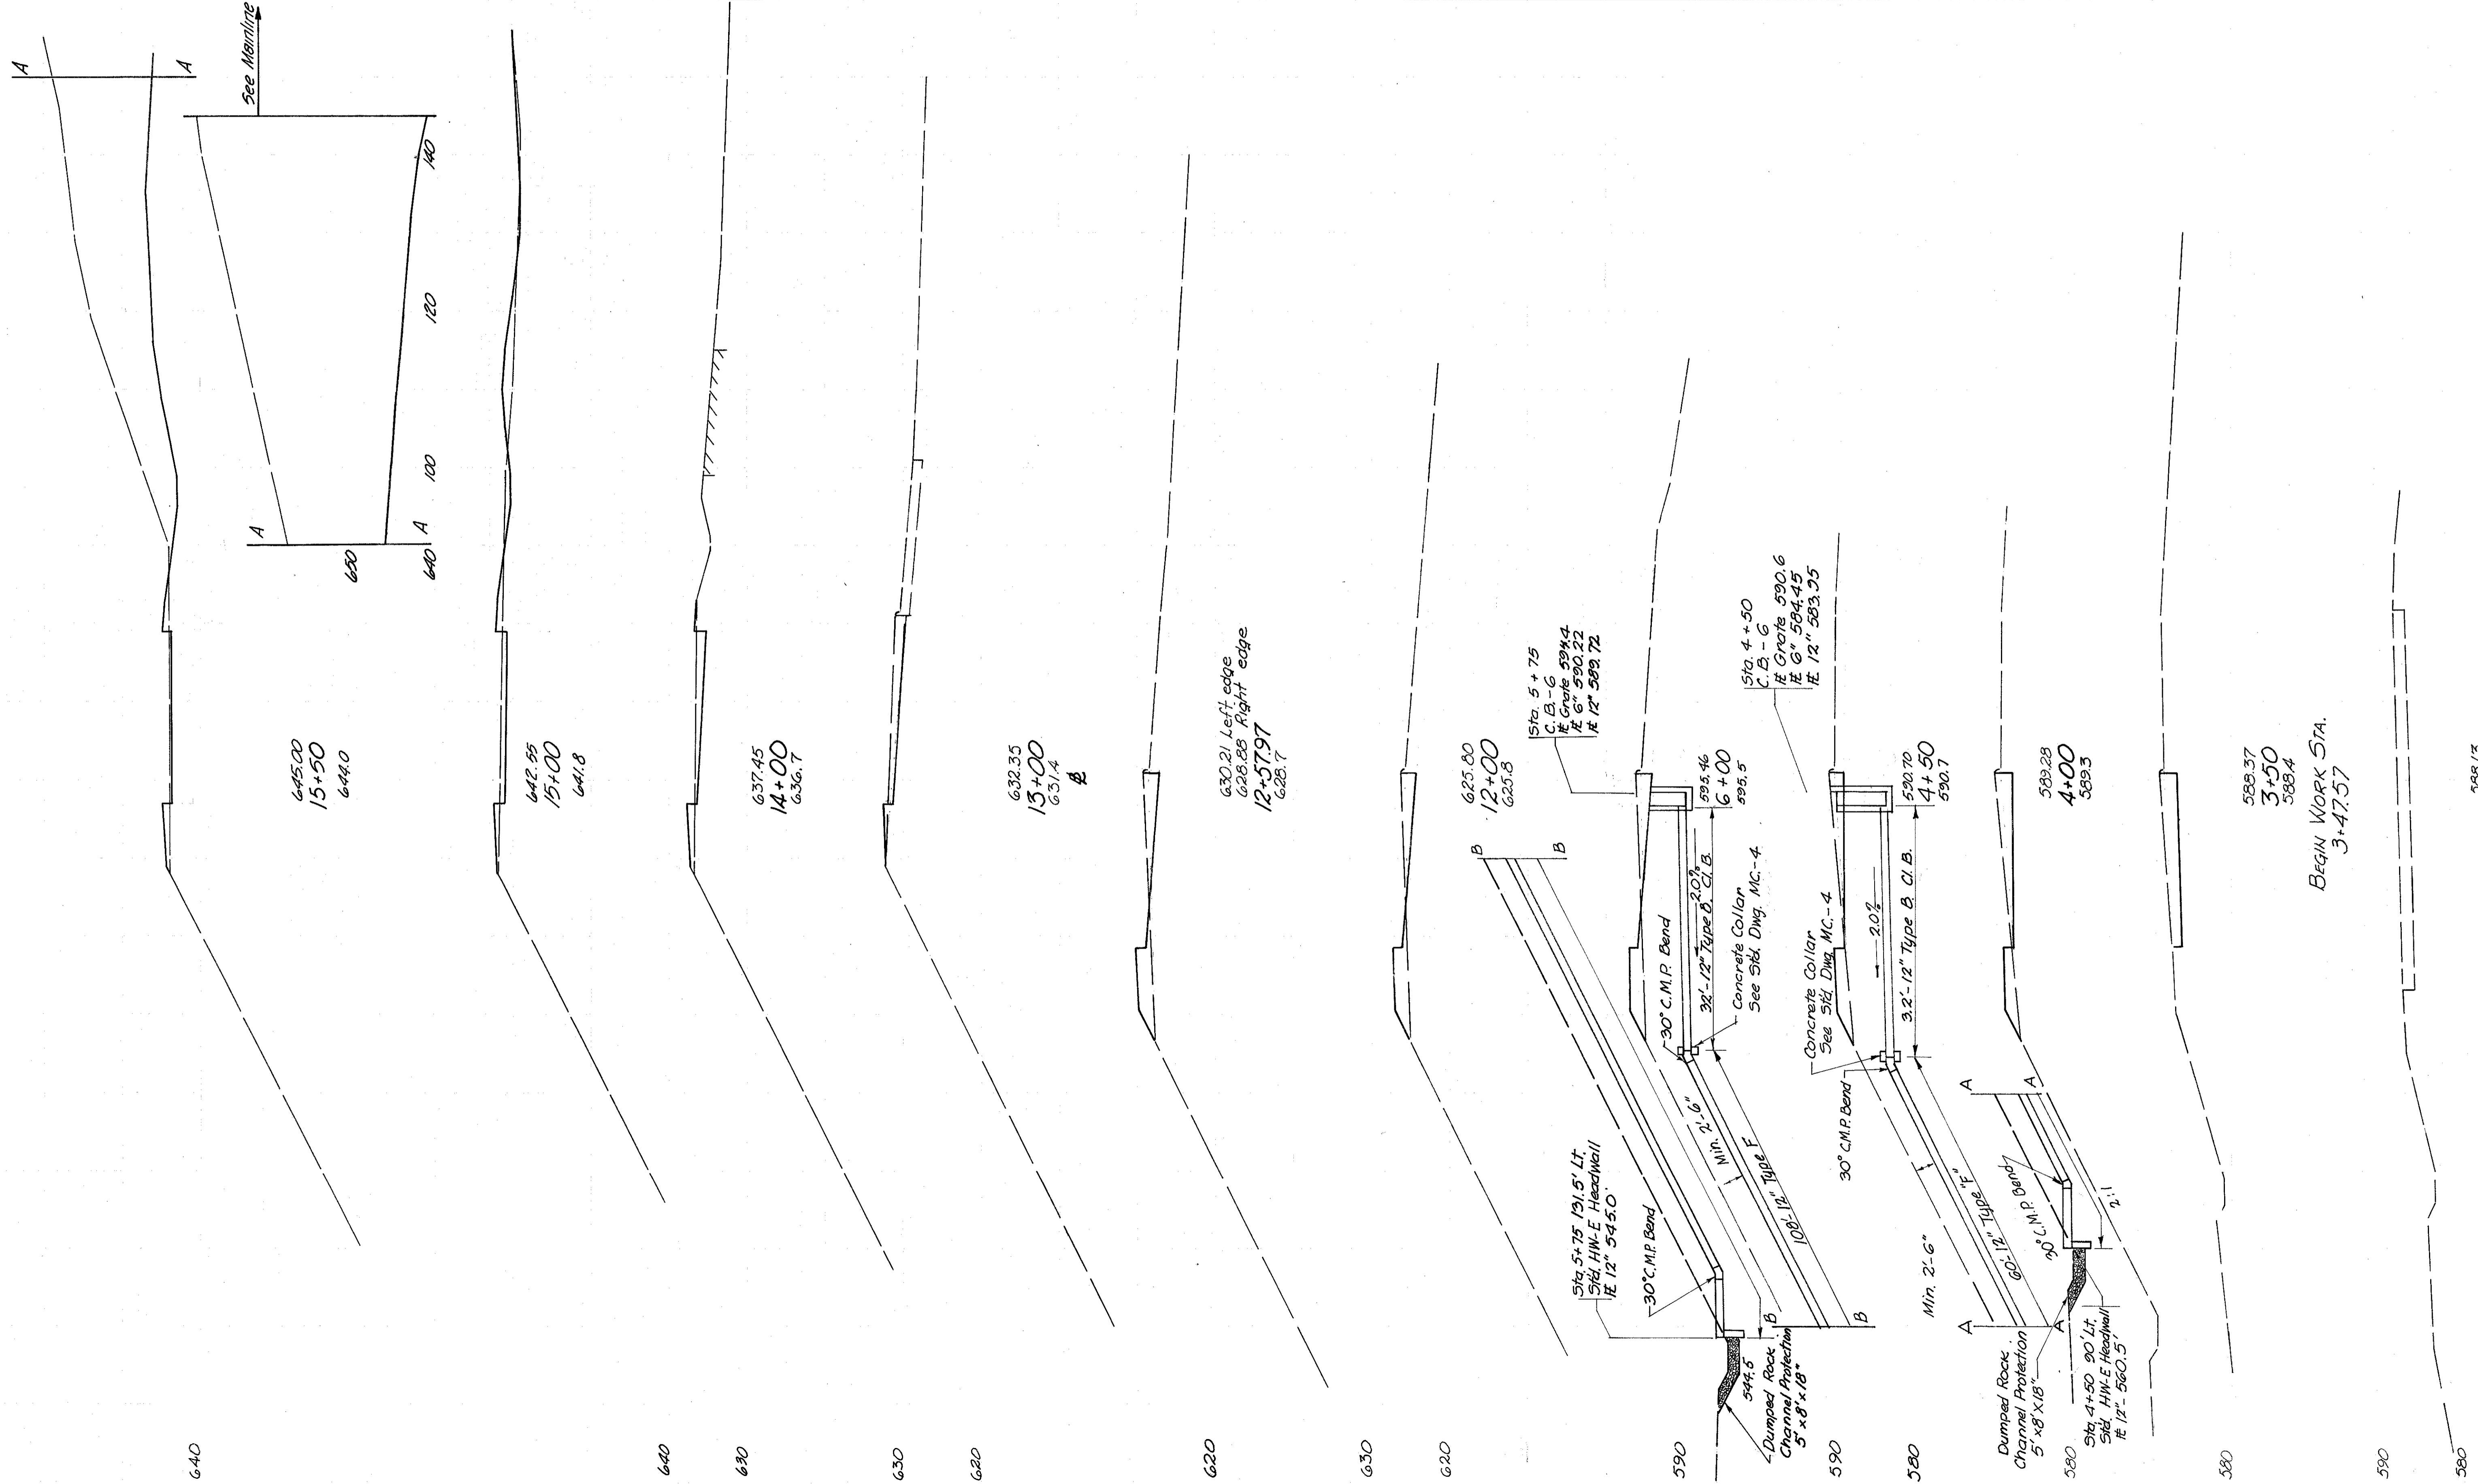 A
A
See Mainline
A
A
650
640
100
120
140
645.00
15+50
644.0
640
642.55
15+00
641.8
640
637.45
14+00
636.7
630
632.35
13+00
631.4
630
620
630.21 Left edge
628.88 Right edge
12+57.97
628.7
620
625.80
12+00
625.8
630
620
Sta. 5+75
C.B.-6
Grate 594.4
6" 590.22
12" 589.72
B
B
595.46
6+00
595.5
2.0%
32'-12" Type B. Cl. B.
30° C.M.P. Bend
Concrete Collar
See Std. Dwg. MC.-4
Min. 2'-6"
100'-12" Type F
Sta. 5+75 131.5' Lt.
Std. HW-E Headwall
12" 545.0'
30° C.M.P. Bend
B
B
544.5
Dumped Rock
Channel Protection
5' x 8' x 18"
590
Sta. 4+50
C.B.-6
Grate 590.6
6" 584.45
12" 583.95
590.70
4+50
590.7
2.0%
32'-12" Type B. Cl. B.
Concrete Collar
See Std. Dwg. MC.-4
30° C.M.P. Bend
Min. 2'-6"
60'-12" Type "F"
A
A
30° C.M.P. Bend
2:1
A
A
Dumped Rock
Channel Protection
5' x 8' x 18"
Sta. 4+50 90' Lt.
Std. HW-E Headwall
12"- 560.5'
590
580
589.28
4+00
589.3
580
588.37
3+50
588.4
580
BEGIN WORK STA.
3+47.57
590
580